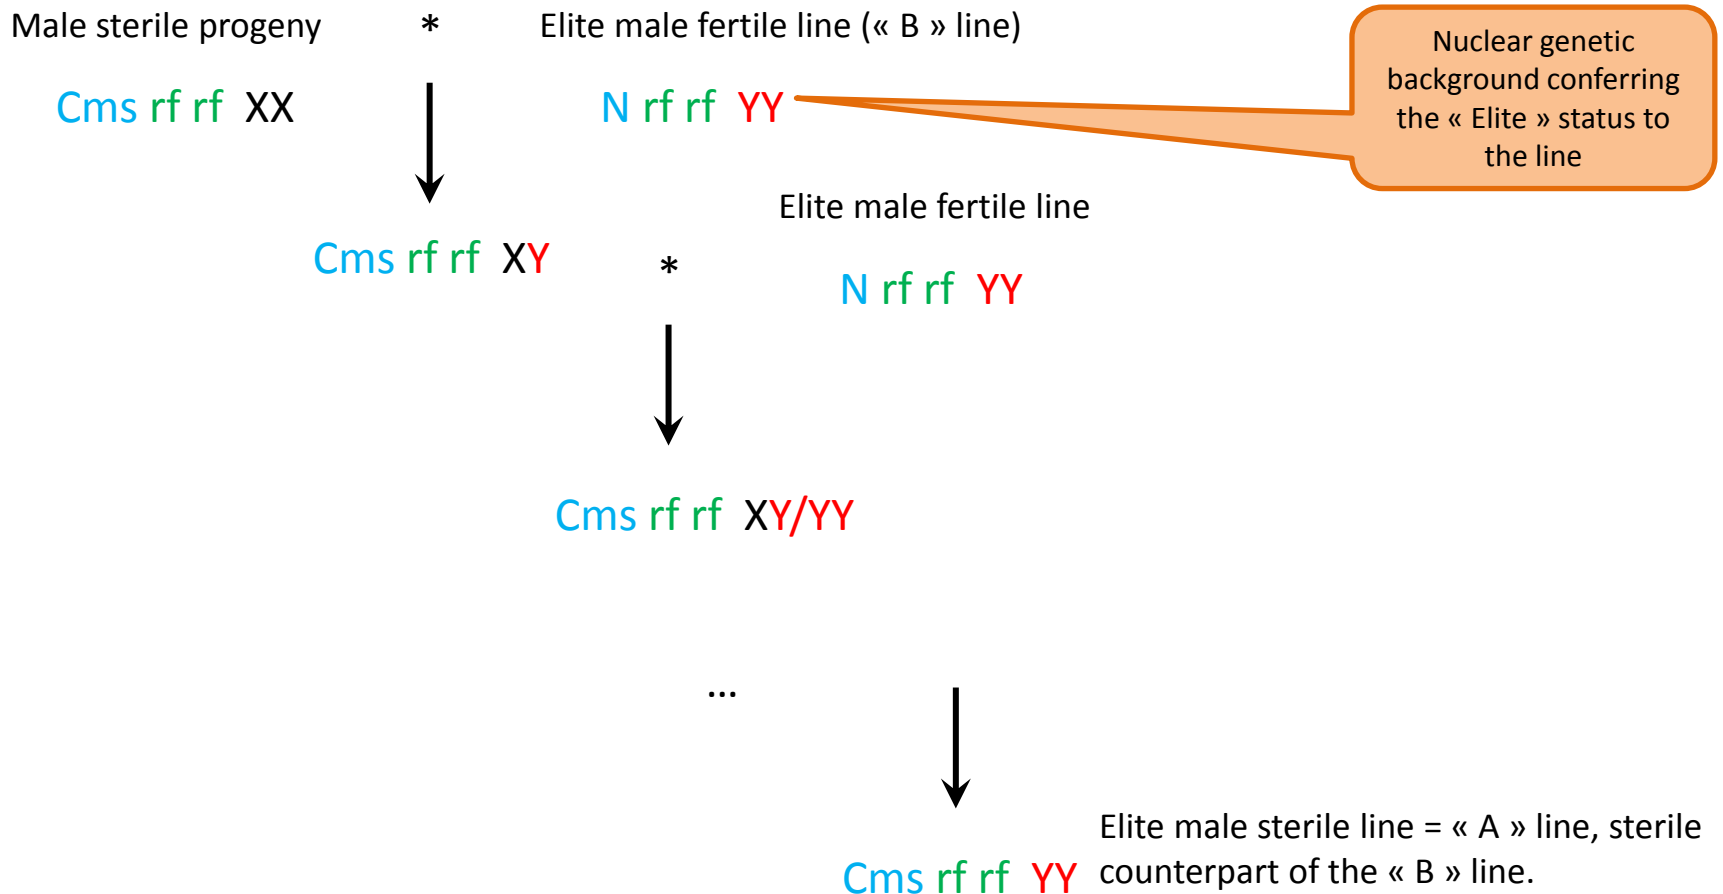 Male sterile progeny * Elite male fertile line (« B » line)
Cms rf rf XX
N rf rf YY
Nuclear genetic
background conferring
the « Elite » status to
the line
Elite male fertile line
Cms rf rf XY * N rf rf YY
Cms rf rf XY/YY
...
Elite male sterile line = « A » line, sterile
counterpart of the « B » line.
Cms rf rf YY